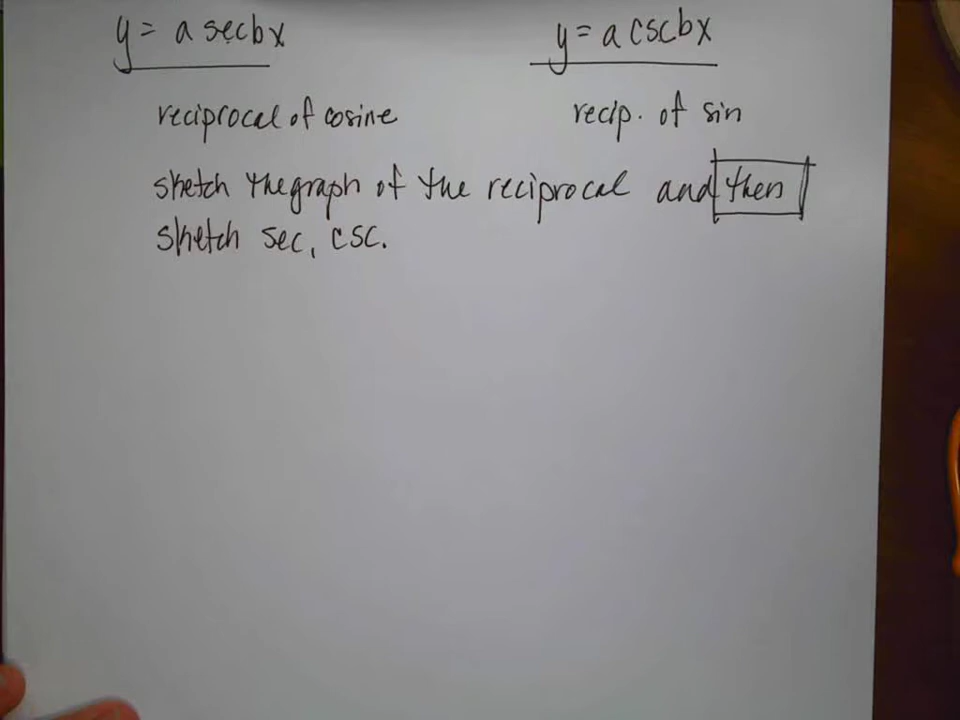 y = a secbx
y = a cscbx
reciprocal of cosine
recip. of sin
sketch the graph of the reciprocal and then
sketch sec, csc.